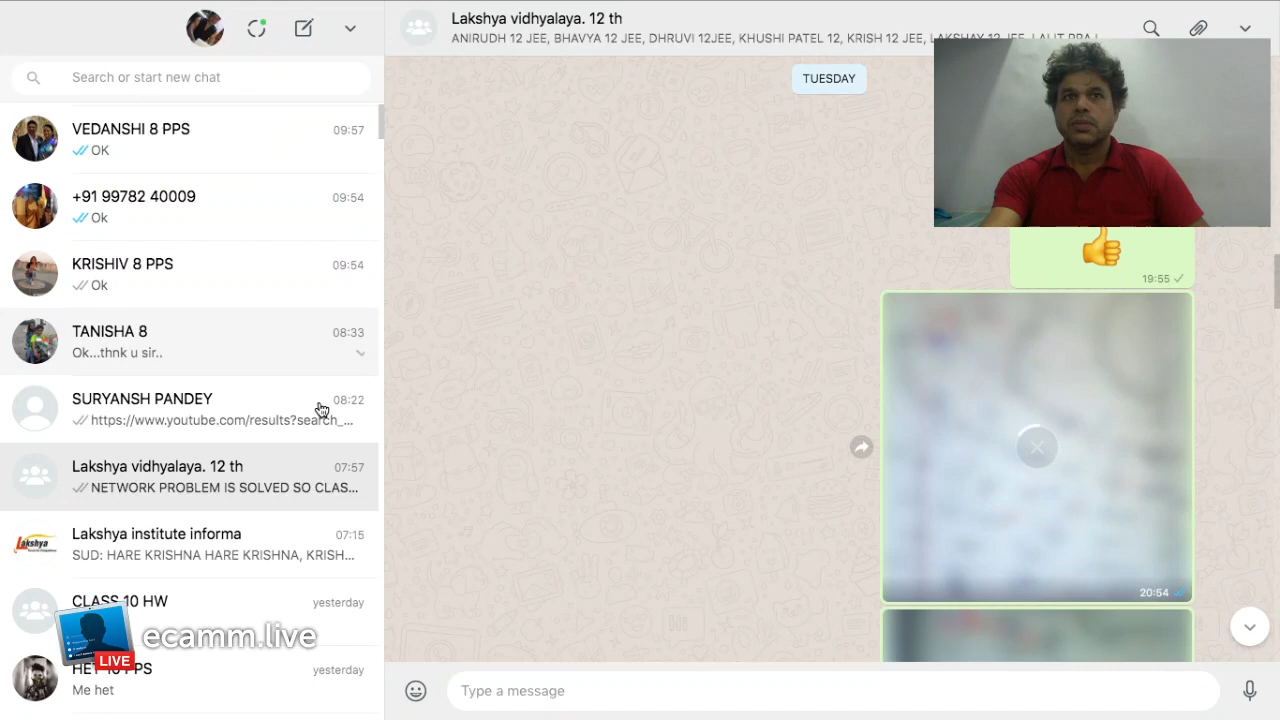 Search or start new chat
VEDANSHI 8 PPS
09:57
OK
+91 99782 40009
09:54
Ok
KRISHIV 8 PPS
09:54
Ok
TANISHA 8
08:33
Ok...thnk u sir..
SURYANSH PANDEY
08:22
https://www.youtube.com/results?search_...
Lakshya vidhyalaya. 12 th
07:57
NETWORK PROBLEM IS SOLVED SO CLAS...
Lakshya institute informa
07:15
SUD: HARE KRISHNA HARE KRISHNA, KRISH...
CLASS 10 HW
yesterday
ecamm.live
LIVE
yesterday
Me het
Lakshya vidhyalaya. 12 th
ANIRUDH 12 JEE, BHAVYA 12 JEE, DHRUVI 12JEE, KHUSHI PATEL 12, KRISH 12 JEE, LAKSHAY 12 JEE, LALIT
TUESDAY
19:55
20:54
Type a message